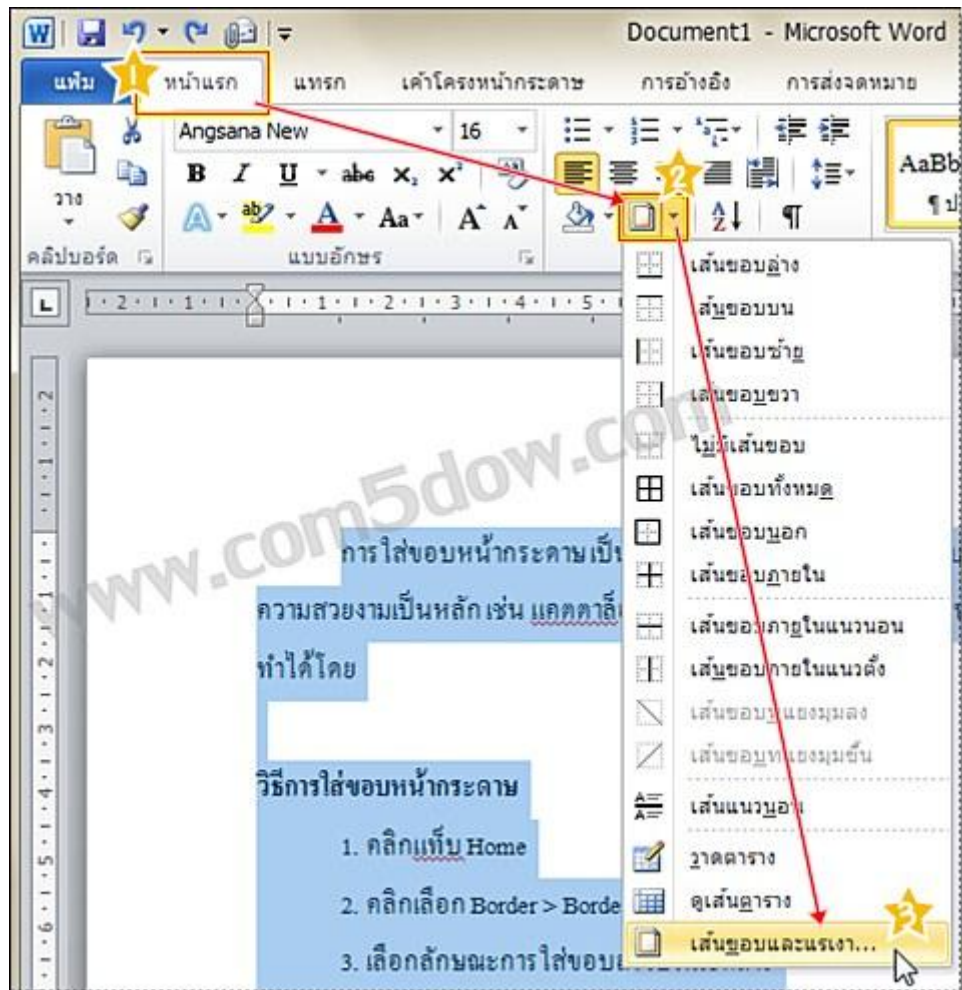 Document1 - Microsoft Word
แฟ้ม หน้าแรก แทรก เค้าโครงหน้ากระดาษ การอ้างอิง การส่งจดหมาย
1
Angsana New 16
วาง
B I U abc X₂ X²
2
AaBb
A ab A Aa A A
คลิปบอร์ด แบบอักษร
L 2 1 1 2 3 4 5
เส้นขอบล่าง
เส้นขอบบน
เส้นขอบซ้าย
เส้นขอบขวา
ไม่มีเส้นขอบ
เส้นขอบทั้งหมด
เส้นขอบนอก
เส้นขอบภายใน
เส้นขอบภายในแนวนอน
เส้นขอบภายในแนวตั้ง
เส้นขอบทแยงมุมลง
เส้นขอบทแยงมุมขึ้น
เส้นแนวนอน
วาดตาราง
ดูเส้นตาราง
เส้นขอบและแรเงา...
3
www.com5dow.com
การใส่ขอบหน้ากระดาษเป็น
ความสวยงามเป็นหลัก เช่น
ทำได้โดย
วิธีการใส่ขอบหน้ากระดาษ
1. คลิกแท็บ Home
2. คลิกเลือก Border > Borde
3. เลือกลักษณะการใส่ขอบ